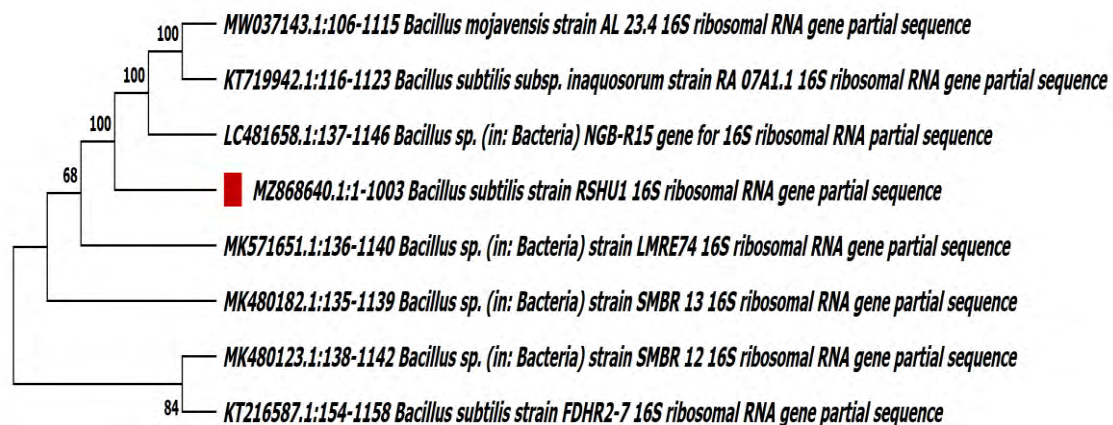 100
MW037143.1:106-1115 Bacillus mojavensis strain AL 23.4 16S ribosomal RNA gene partial sequence
100
KT719942.1:116-1123 Bacillus subtilis subsp. inaquosorum strain RA 07A1.1 16S ribosomal RNA gene partial sequence
100
LC481658.1:137-1146 Bacillus sp. (in: Bacteria) NGB-R15 gene for 16S ribosomal RNA partial sequence
68
MZ868640.1:1-1003 Bacillus subtilis strain RSHU1 16S ribosomal RNA gene partial sequence
MK571651.1:136-1140 Bacillus sp. (in: Bacteria) strain LMRE74 16S ribosomal RNA gene partial sequence
MK480182.1:135-1139 Bacillus sp. (in: Bacteria) strain SMBR 13 16S ribosomal RNA gene partial sequence
MK480123.1:138-1142 Bacillus sp. (in: Bacteria) strain SMBR 12 16S ribosomal RNA gene partial sequence
84
KT216587.1:154-1158 Bacillus subtilis strain FDHR2-7 16S ribosomal RNA gene partial sequence